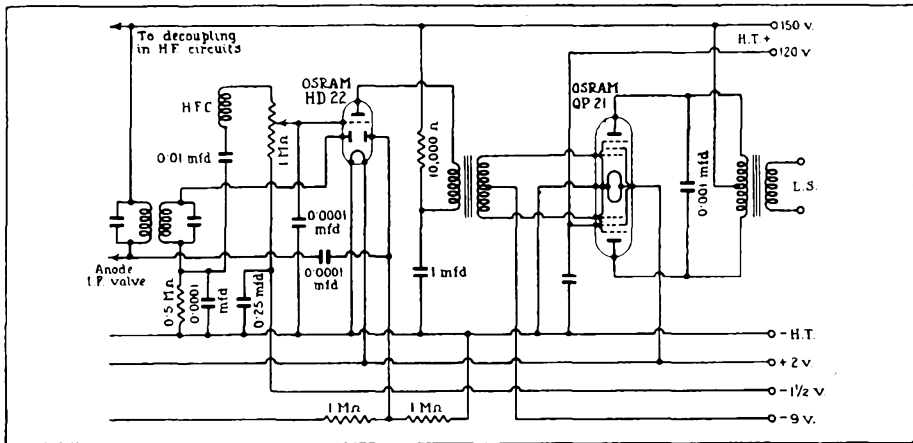 To decoupling
in H.F. circuits
150 v.
H.T. +
120 v.
OSRAM
HD 22
OSRAM
QP 21
HFC
1 MΩ
10,000 Ω
0·01 mfd
0·001 mfd
L.S.
0·0001
mfd
Anode
I.F. valve
0·0001
mfd
1 mfd
0·5 MΩ
0·0001
mfd
0·25 mfd
- H.T.
+ 2 v.
- 1½ v.
1 MΩ
1 MΩ
- 9 v.